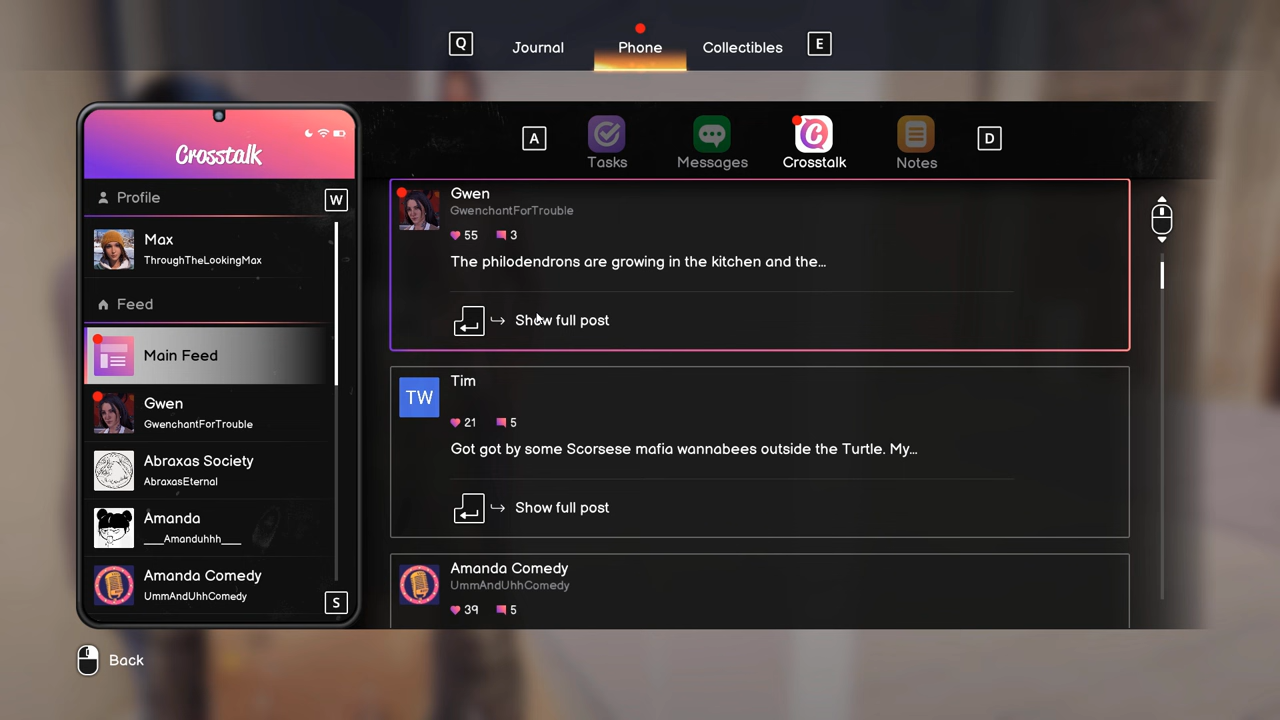 Q
Journal
Phone
Collectibles
E
Crosstalk
Profile
W
Max
ThroughTheLookingMax
Feed
Main Feed
Gwen
GwenchantForTrouble
Abraxas Society
AbraxasEternal
Amanda
___Amanduhhh___
Amanda Comedy
UmmAndUhhComedy
S
A
Tasks
Messages
Crosstalk
Notes
D
Gwen
GwenchantForTrouble
55
3
The philodendrons are growing in the kitchen and the...
Show full post
TW
Tim
21
5
Got got by some Scorsese mafia wannabees outside the Turtle. My...
Show full post
Amanda Comedy
UmmAndUhhComedy
39
5
Back